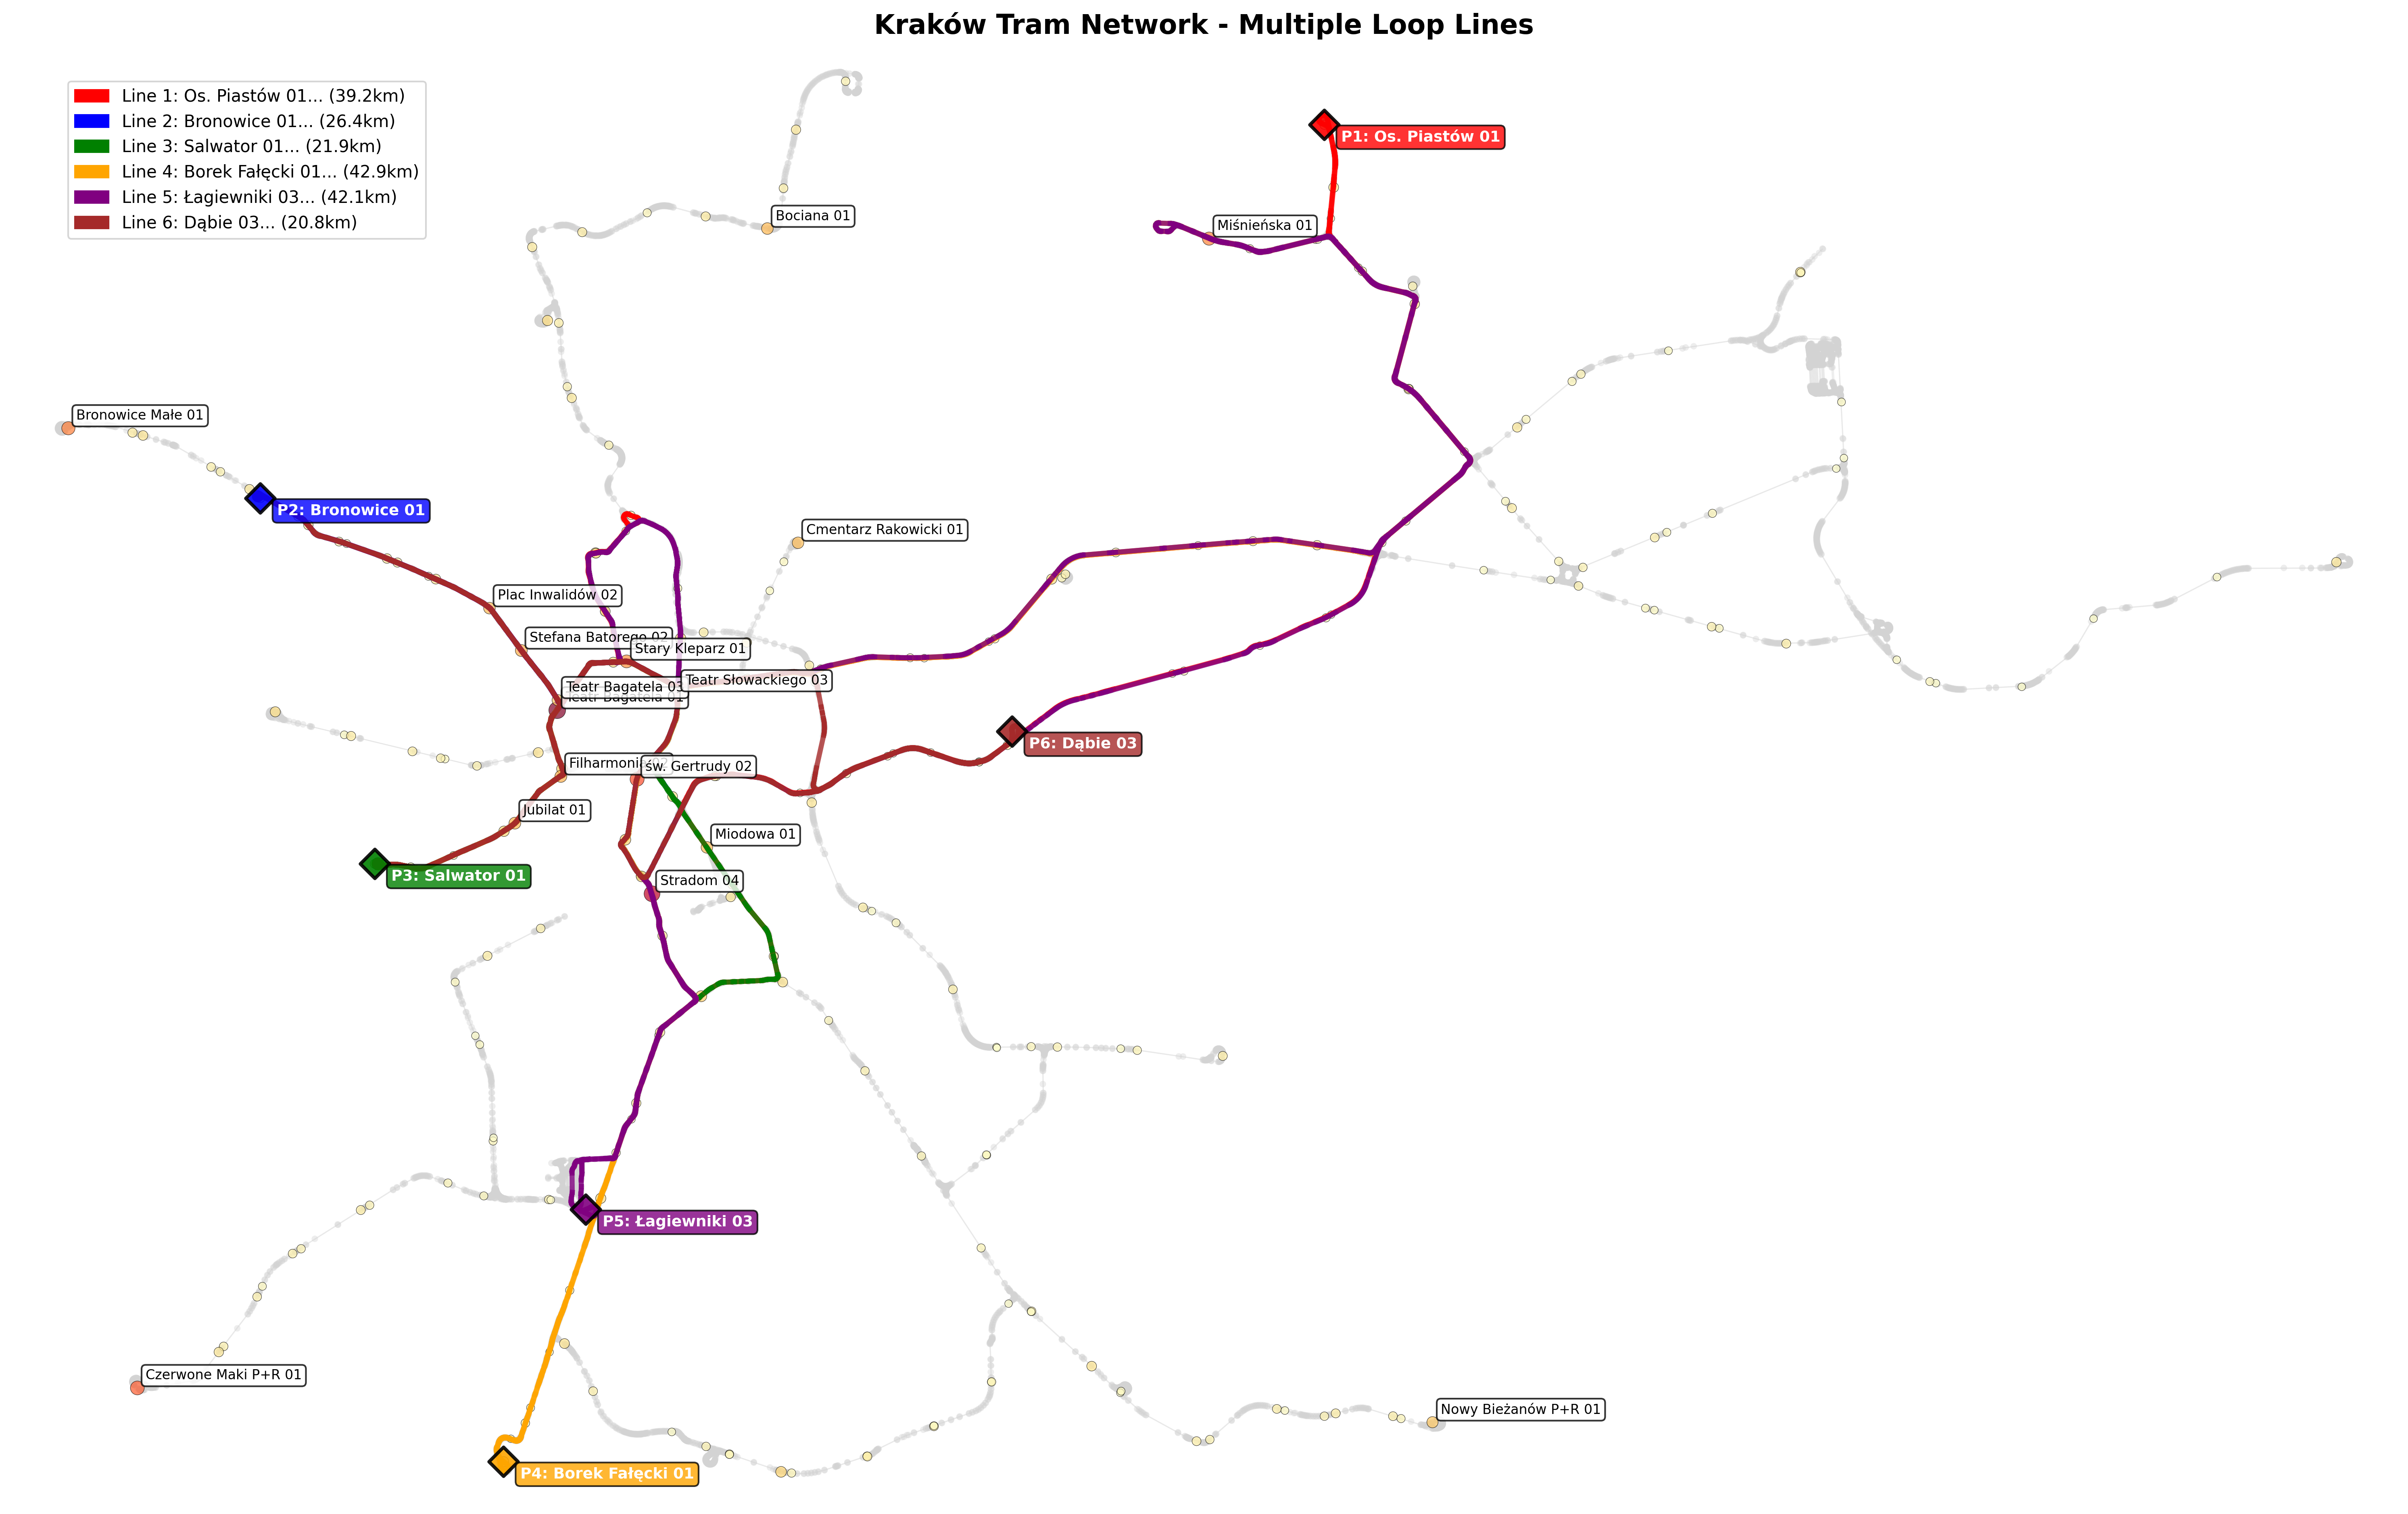 Kraków Tram Network - Multiple Loop Lines
Line 1: Os. Piastów 01... (39.2km)
Line 2: Bronowice 01... (26.4km)
Line 3: Salwator 01... (21.9km)
Line 4: Borek Fałęcki 01... (42.9km)
Line 5: Łagiewniki 03... (42.1km)
Line 6: Dąbie 03... (20.8km)
P1: Os. Piastów 01
Bociana 01
Miśnieńska 01
Bronowice Małe 01
P2: Bronowice 01
Cmentarz Rakowicki 01
Plac Inwalidów 02
Stefana Batorego 02
Stary Kleparz 01
Teatr Słowackiego 03
Teatr Bagatela 03
Teatr Bagatela 01
P6: Dąbie 03
Filharmonia 02
św. Gertrudy 02
Jubilat 01
Miodowa 01
P3: Salwator 01
Stradom 04
P5: Łagiewniki 03
Czerwone Maki P+R 01
Nowy Bieżanów P+R 01
P4: Borek Fałęcki 01